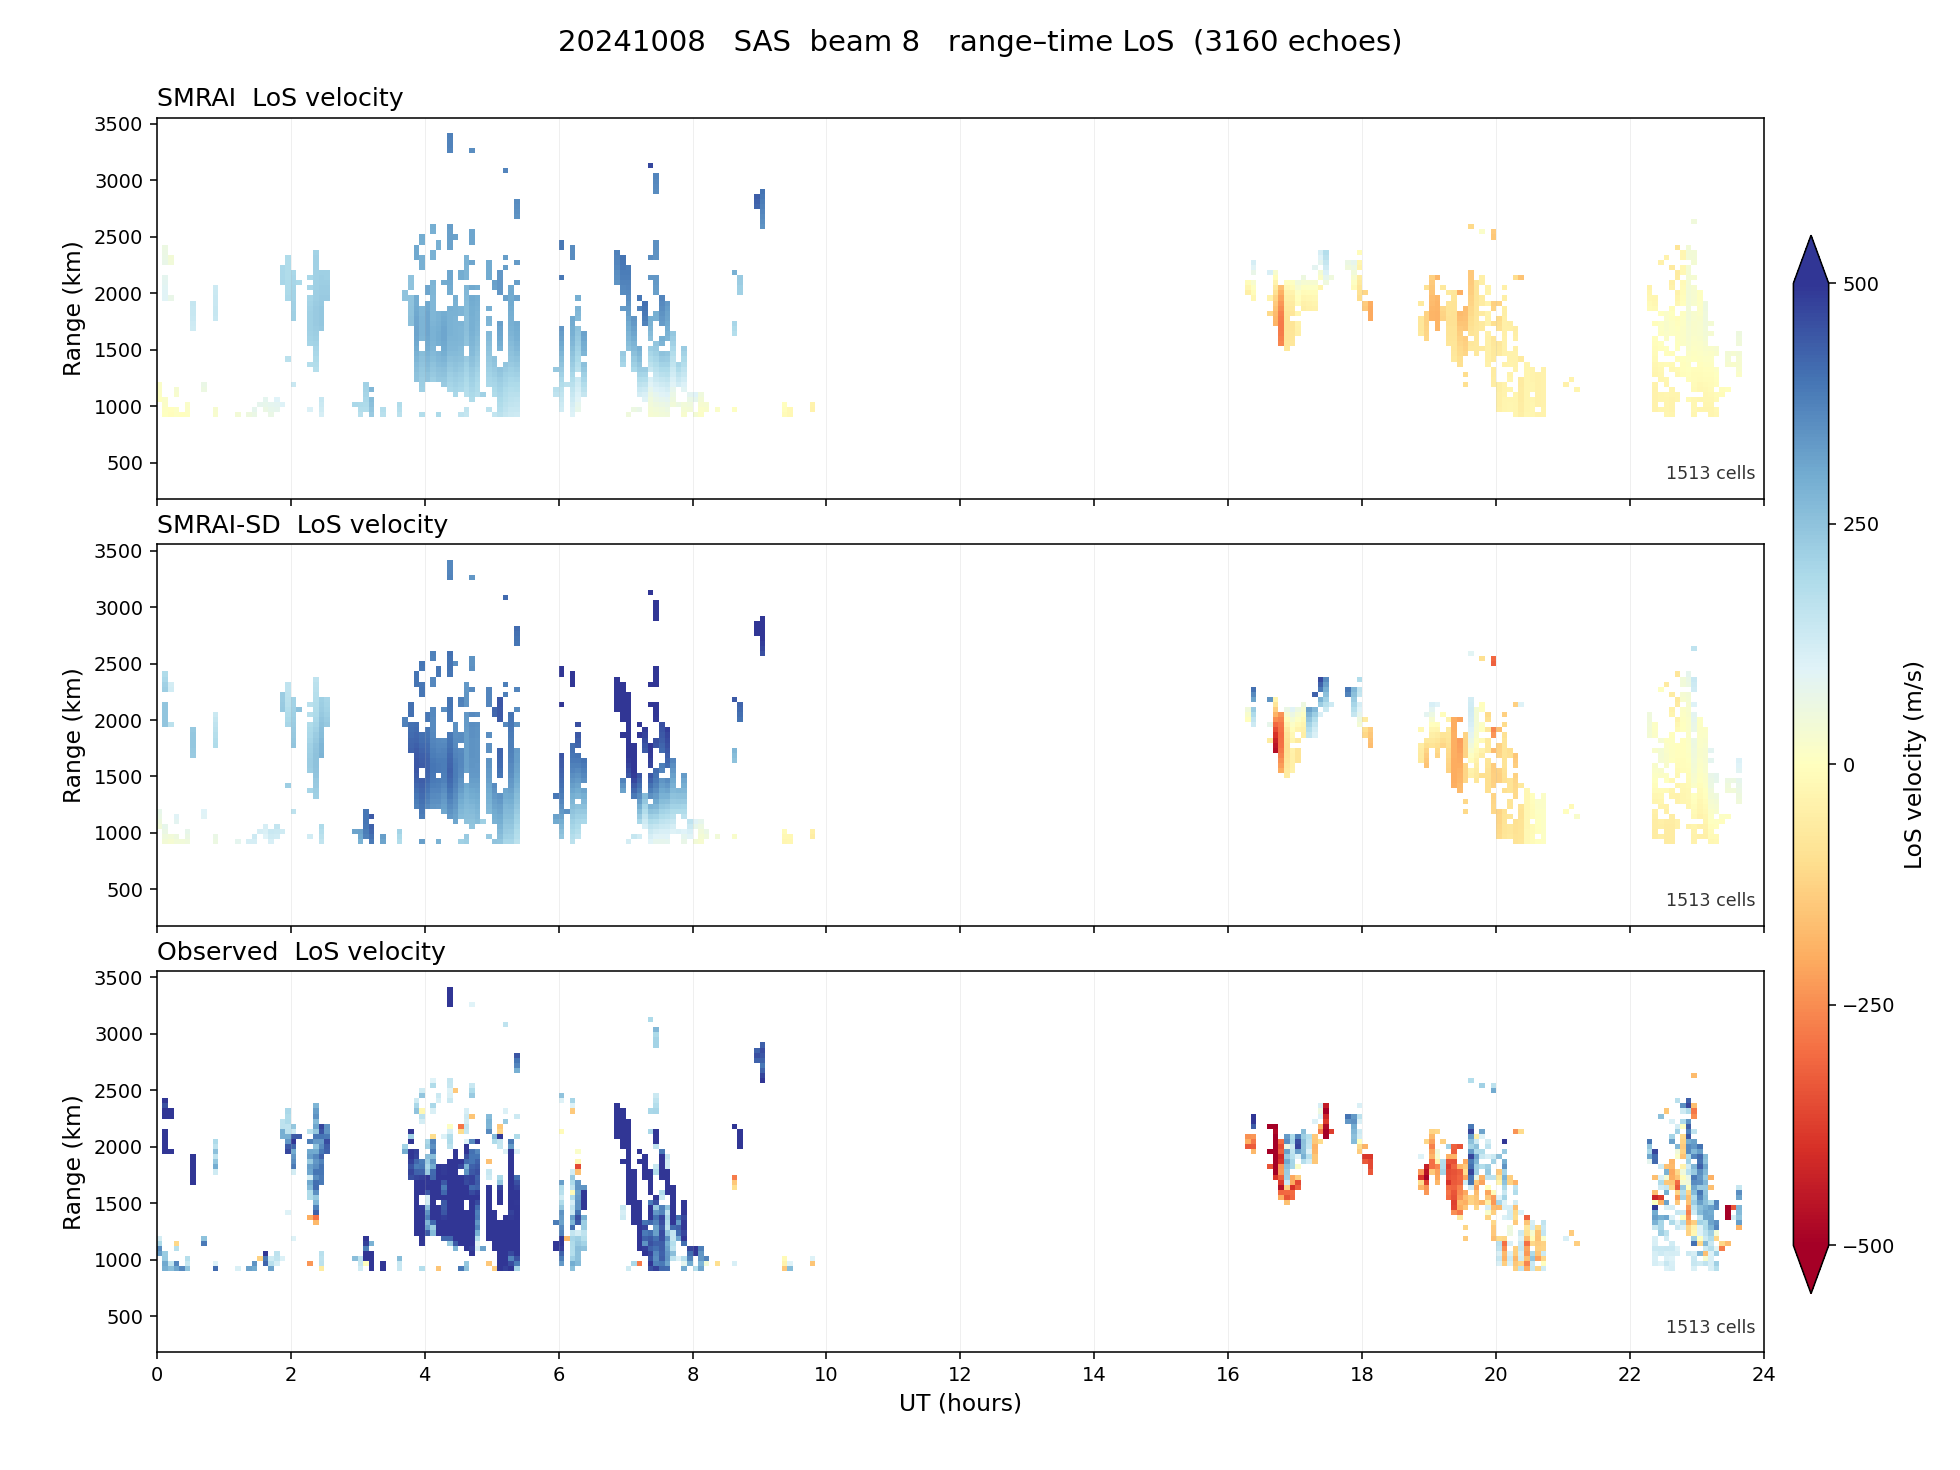 20241008   SAS  beam 8   range–time LoS  (3160 echoes)
SMRAI  LoS velocity
3500
3000
2500
2000
1500
1000
500
Range (km)
1513 cells
SMRAI-SD  LoS velocity
3500
3000
2500
2000
1500
1000
500
Range (km)
1513 cells
Observed  LoS velocity
3500
3000
2500
2000
1500
1000
500
Range (km)
1513 cells
0 2 4 6 8 10 12 14 16 18 20 22 24
UT (hours)
500
250
0
−250
−500
LoS velocity (m/s)